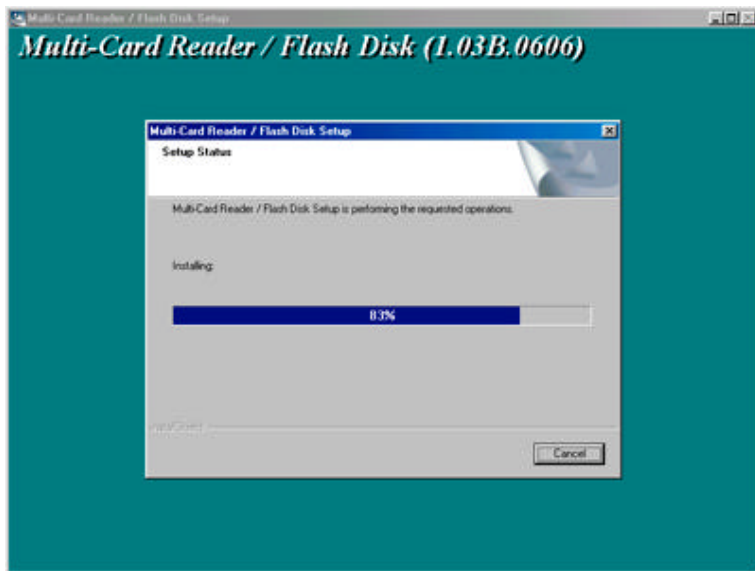 Multi-Card Reader / Flash Disk Setup
Multi-Card Reader / Flash Disk (1.03B.0606)
Multi-Card Reader / Flash Disk Setup
Setup Status
Multi-Card Reader / Flash Disk Setup is performing the requested operations.
Installing:
83%
InstallShield
Cancel